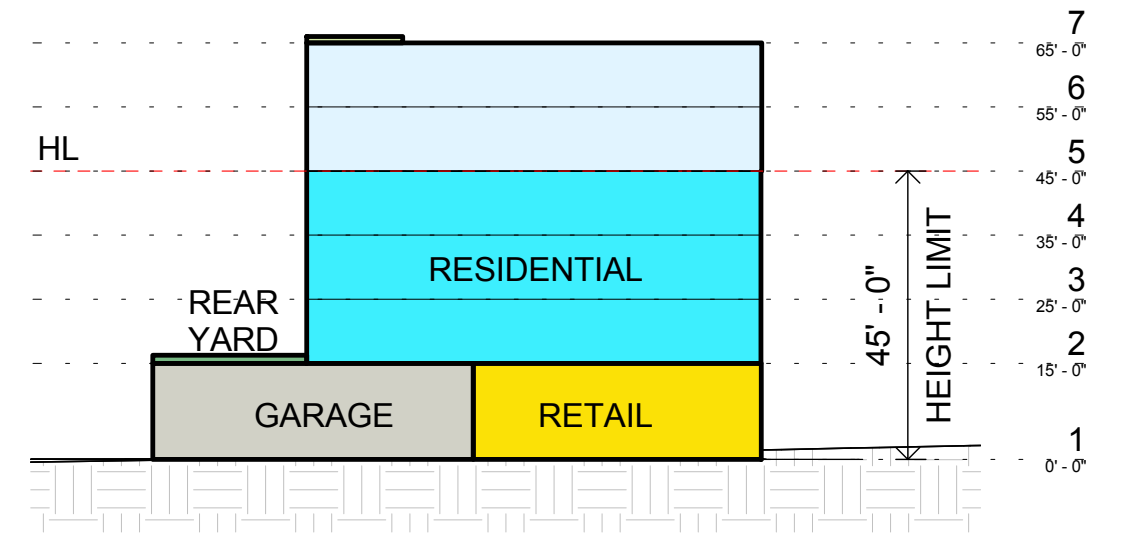 7
65' - 0"
6
55' - 0"
HL
5
45' - 0"
4
35' - 0"
RESIDENTIAL
3
25' - 0"
REAR
YARD
45' - 0"
HEIGHT LIMIT
2
15' - 0"
GARAGE
RETAIL
1
0' - 0"